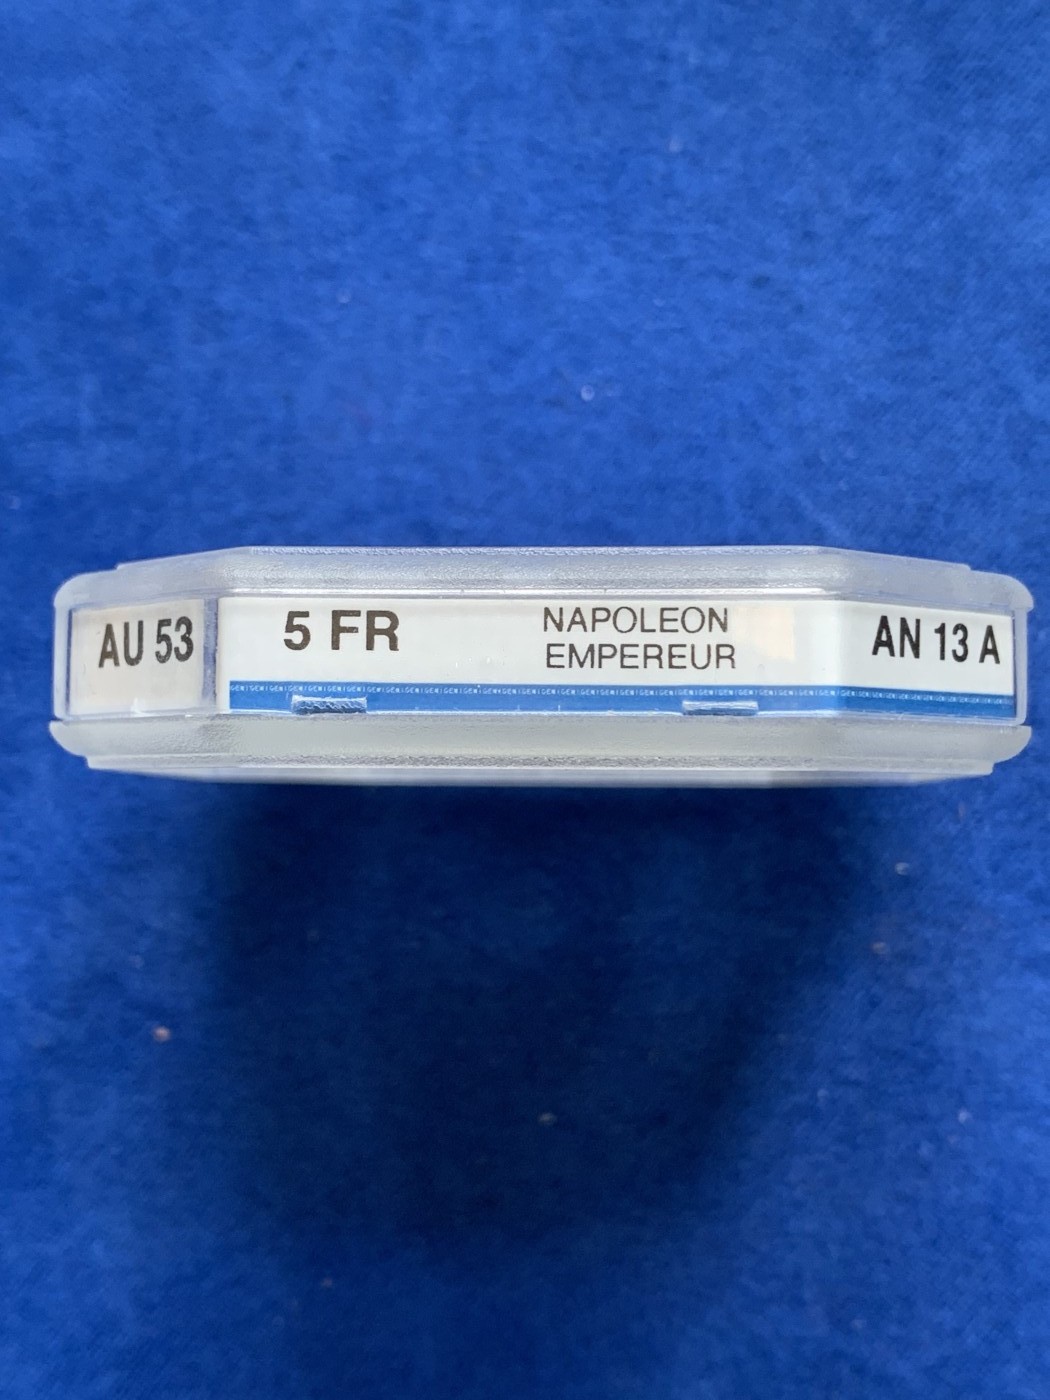 AU 53
5 FR
NAPOLEON
EMPEREUR
AN 13 A